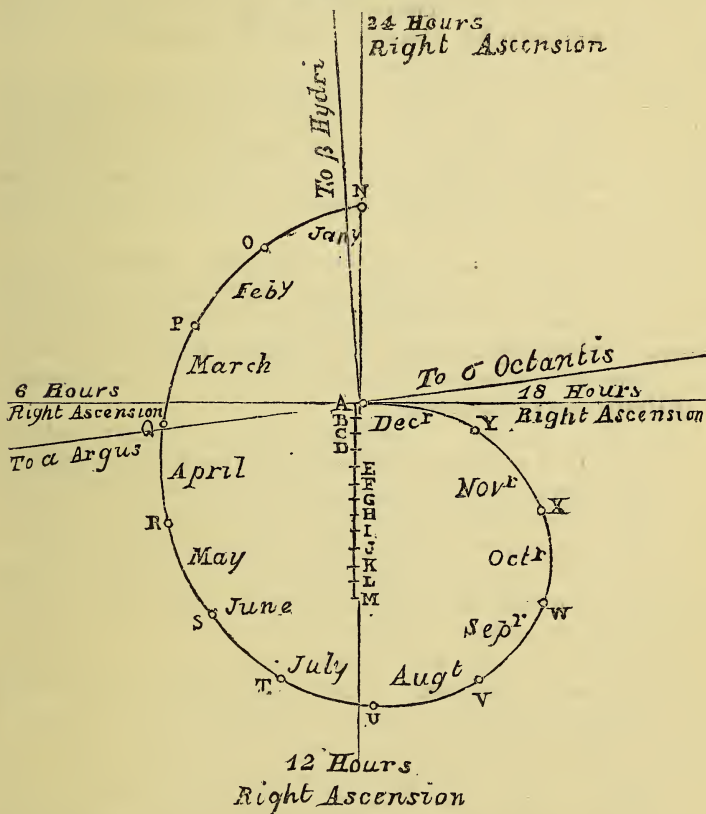 24 Hours
Right Ascension
To β Hydri
N
O
Jany
Feby
P
March
To σ Octantis
6 Hours
Right Ascension
A
18 Hours
Right Ascension
B
C
D
Decr
Q
Y
To α Argus
April
E
F
G
H
I
J
K
L
M
Novr
X
Octr
R
May
W
Sepr
June
S
July
Augt
T
V
U
12 Hours
Right Ascension